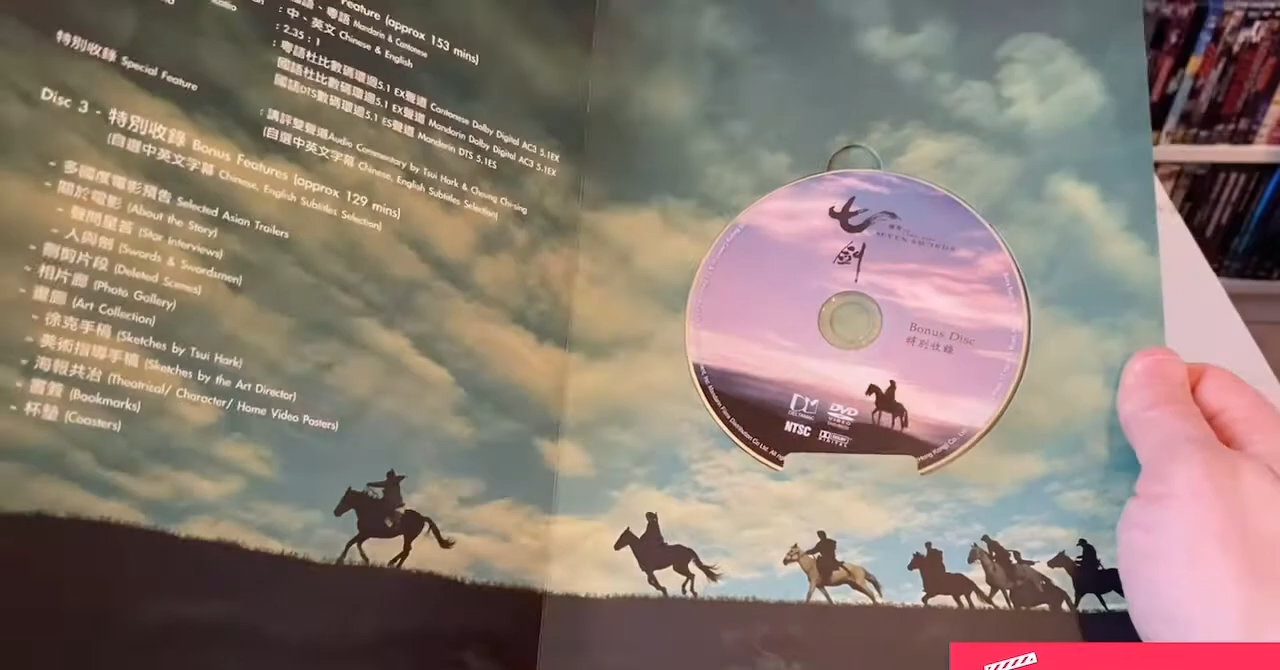 Feature (approx 153 mins)
粵語 Mandarin & Cantonese
: 中、英文 Chinese & English
: 2.35 : 1
: 粵語杜比數碼環迴5.1 EX聲道 Cantonese Dolby Digital AC3 5.1EX
國語杜比數碼環迴5.1 EX聲道 Mandarin Dolby Digital AC3 5.1EX
國語DTS數碼環迴5.1 ES聲道 Mandarin DTS 5.1ES
特別收錄 Special Feature
: 講評雙聲道Audio Commentary by Tsui Hark & Cheung Chi-sing
(自選中英文字幕 Chinese, English Subtitles Selection)
Disc 3 - 特別收錄 Bonus Features (approx 129 mins)
(自選中英文字幕 Chinese, English Subtitles Selection)
- 多國度電影預告 Selected Asian Trailers
- 關於電影 (About the Story)
- 聲問星答 (Star Interviews)
- 人與劍 (Swords & Swordsmen)
- 刪剪片段 (Deleted Scenes)
- 相片廊 (Photo Gallery)
- 畫廊 (Art Collection)
- 徐克手稿 (Sketches by Tsui Hark)
- 美術指導手稿 (Sketches by the Art Director)
- 海報共冶 (Theatrical/ Character/ Home Video Posters)
- 書簽 (Bookmarks)
- 杯墊 (Coasters)
七劍
SEVEN SWORDS
Bonus Disc
特別收錄
DELTAMAC
DVD
VIDEO
NTSC
DOLBY
DIGITAL